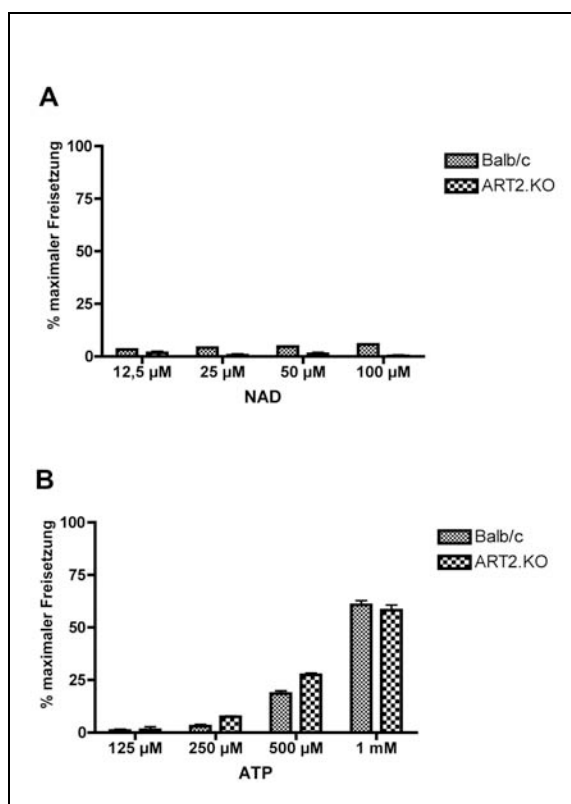 A
100
75
50
25
0
% maximaler Freisetzung
12,5 µM 25 µM 50 µM 100 µM
NAD
Balb/c
ART2.KO
B
100
75
50
25
0
% maximaler Freisetzung
125 µM 250 µM 500 µM 1 mM
ATP
Balb/c
ART2.KO